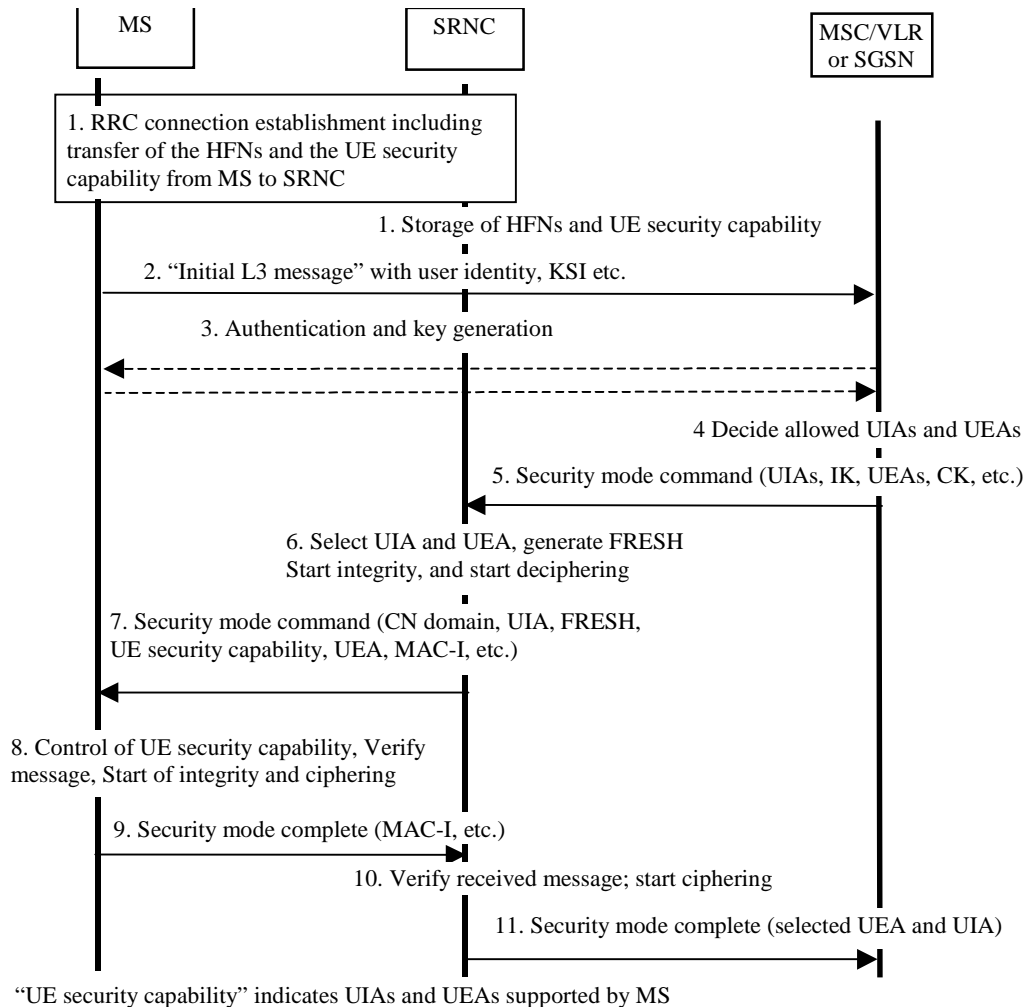 MS
SRNC
MSC/VLR
or SGSN
1. RRC connection establishment including
transfer of the HFNs and the UE security
capability from MS to SRNC
1. Storage of HFNs and UE security capability
2. “Initial L3 message” with user identity, KSI etc.
3. Authentication and key generation
4 Decide allowed UIAs and UEAs
5. Security mode command (UIAs, IK, UEAs, CK, etc.)
6. Select UIA and UEA, generate FRESH
Start integrity, and start deciphering
7. Security mode command (CN domain, UIA, FRESH,
UE security capability, UEA, MAC-I, etc.)
8. Control of UE security capability, Verify
message, Start of integrity and ciphering
9. Security mode complete (MAC-I, etc.)
10. Verify received message; start ciphering
11. Security mode complete (selected UEA and UIA)
“UE security capability” indicates UIAs and UEAs supported by MS